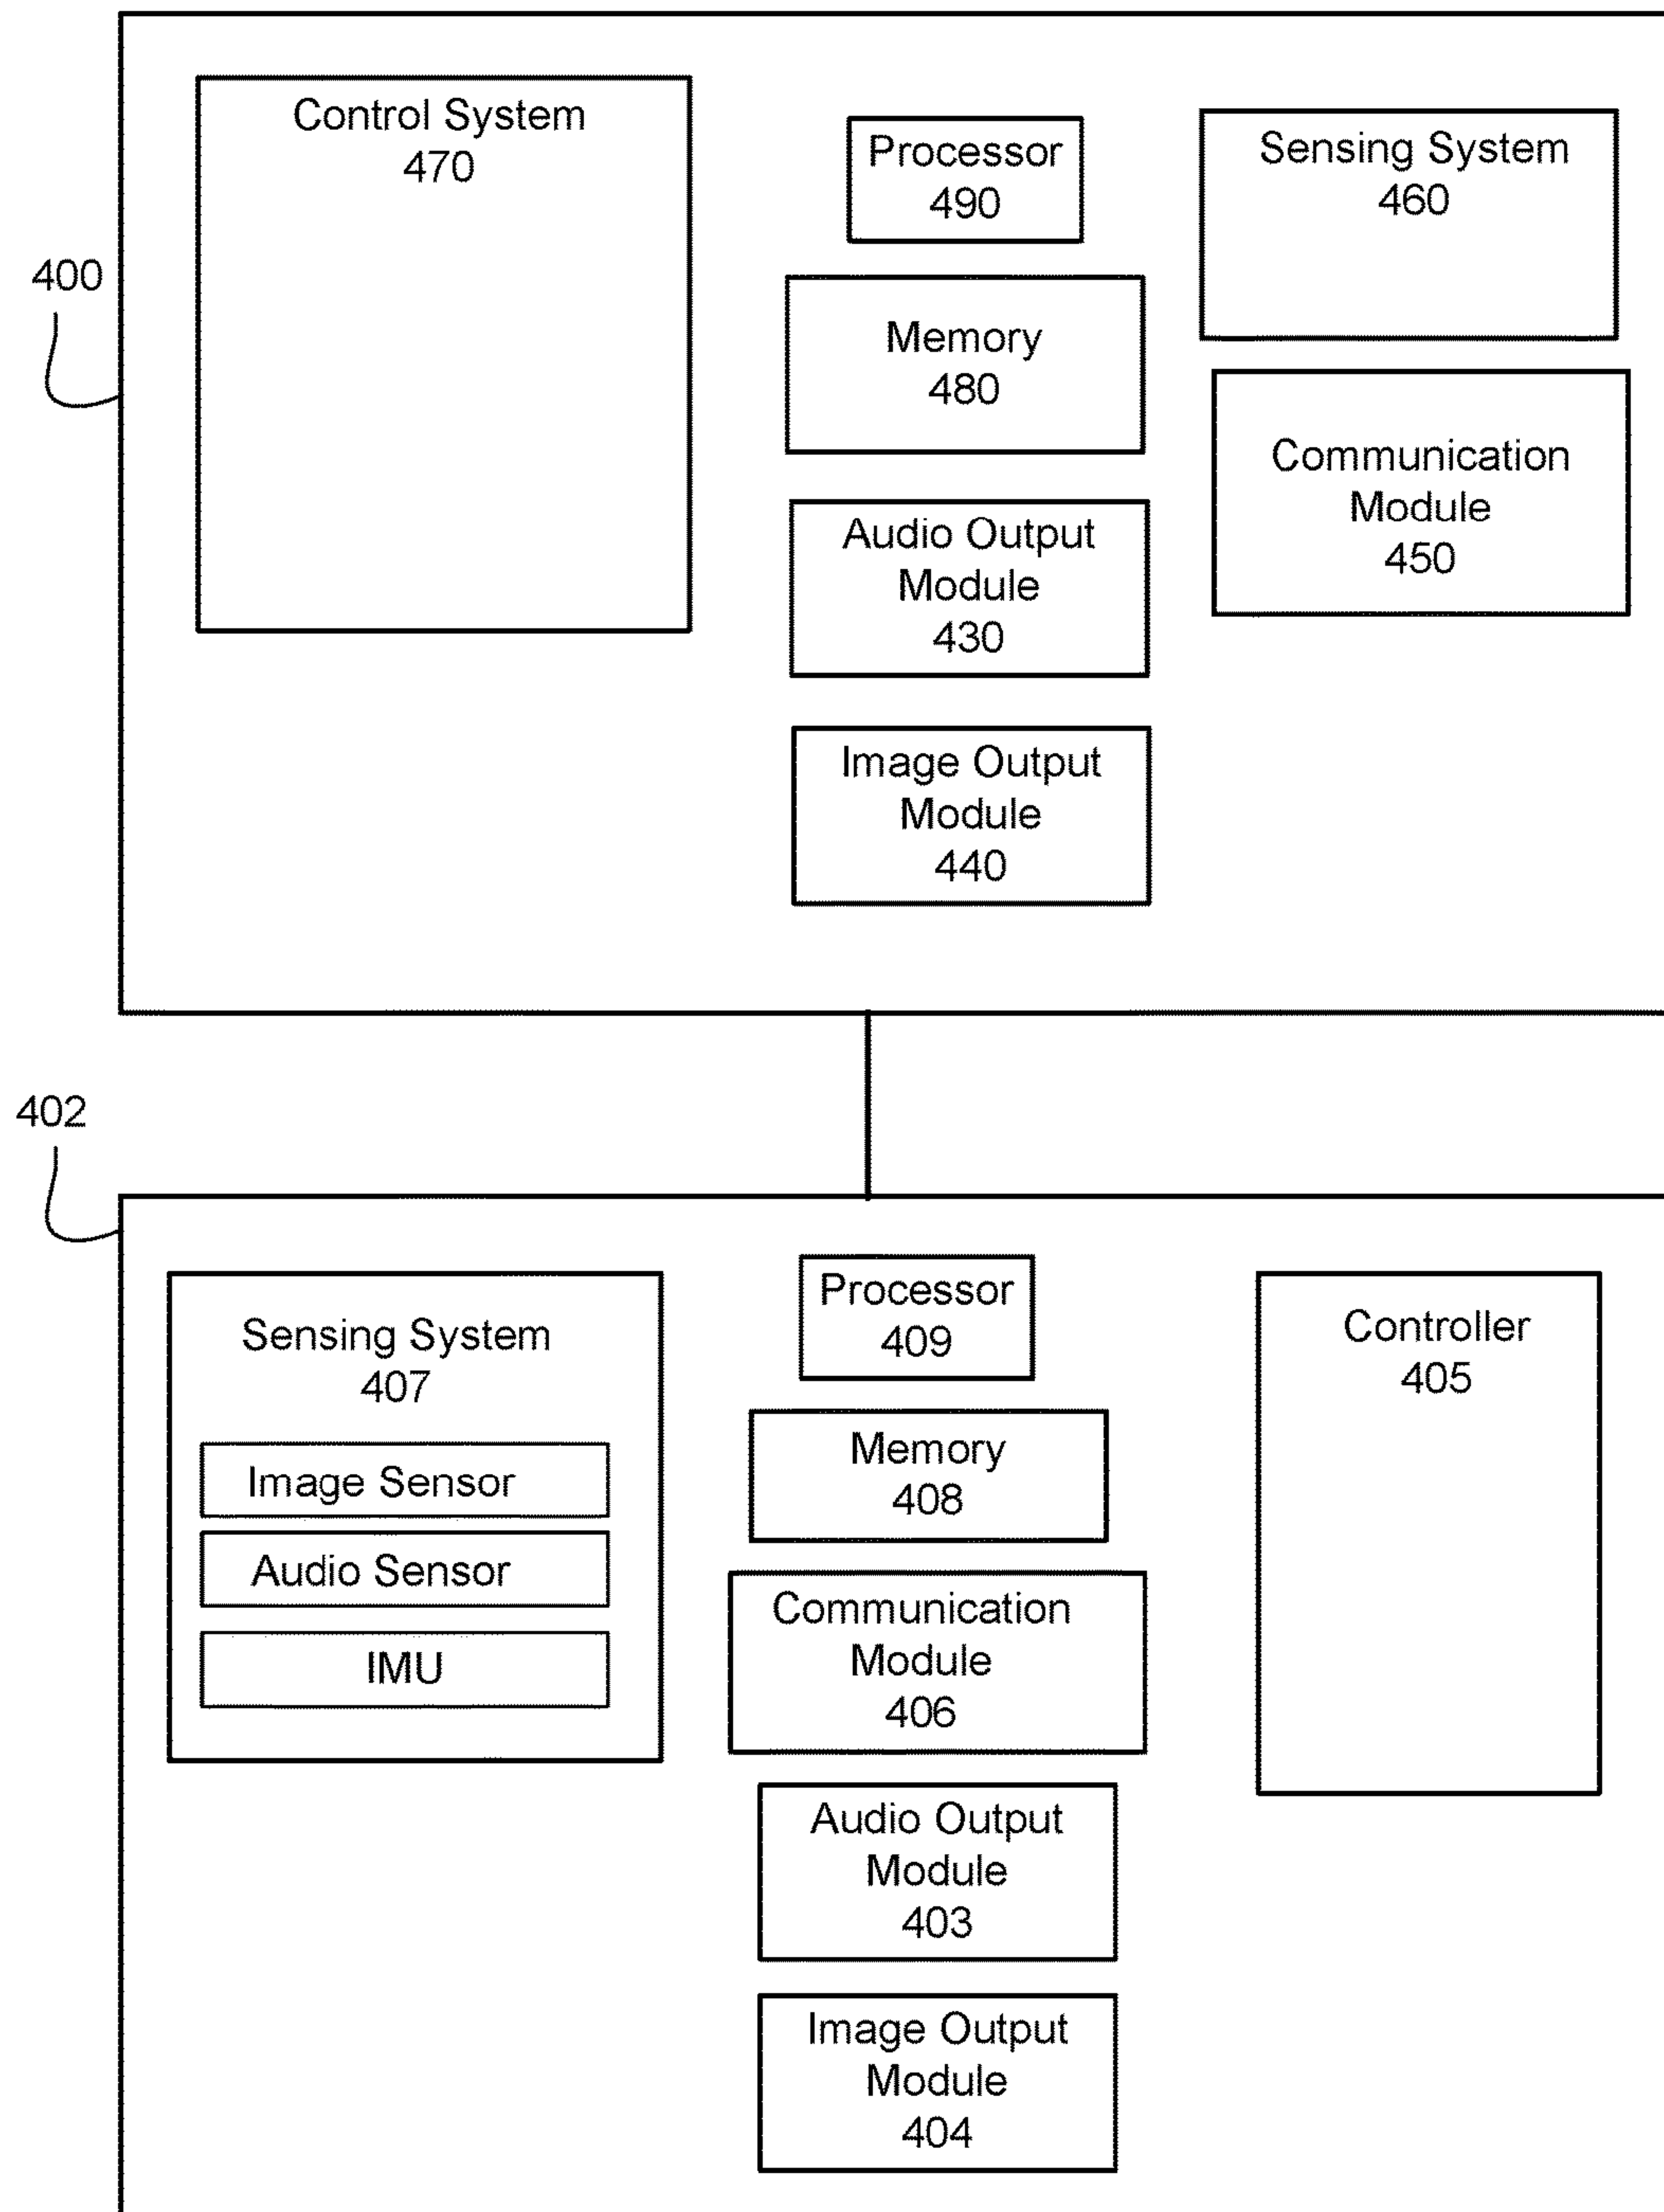 Control System
470
Processor
490
Sensing System
460
400
Memory
480
Communication
Module
450
Audio Output
Module
430
Image Output
Module
440
402
Sensing System
407
Image Sensor
Audio Sensor
IMU
Processor
409
Memory
408
Communication
Module
406
Audio Output
Module
403
Image Output
Module
404
Controller
405